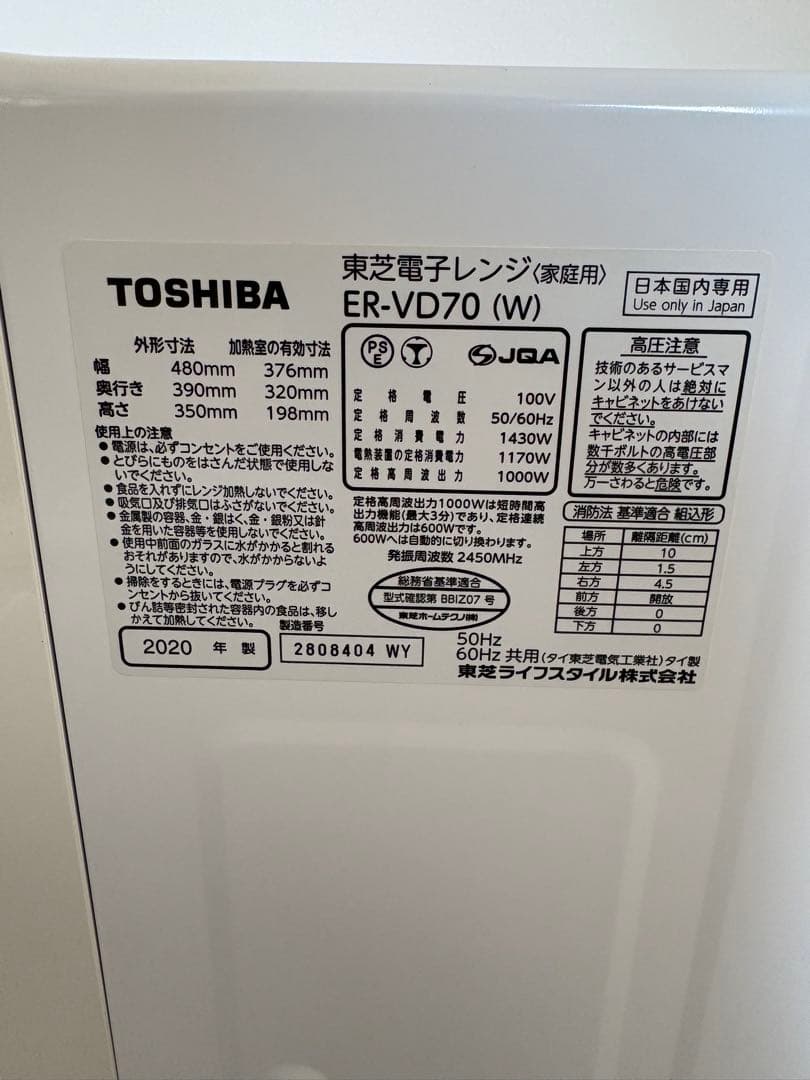 TOSHIBA
東芝電子レンジ〈家庭用〉
ER-VD70 (W)
日本国内専用
Use only in Japan
外形寸法 加熱室の有効寸法
幅 480mm 376mm
奥行き 390mm 320mm
高さ 350mm 198mm
使用上の注意
● 電源は、必ずコンセントをご使用ください。
● とびらにものをはさんだ状態で使用しな
いでください。
● 食品を入れずにレンジ加熱しないでください。
● 吸気口及び排気口はふさがないでください。
● 金属製の容器、金・銀はく、金・銀粉又は針
金を用いた容器等を使用しないでください。
● 使用中前面のガラスに水がかかると割れる
おそれがありますので、水がかからないよ
うにしてください。
● 掃除をするときには、電源プラグを必ずコ
ンセントから抜いてください。
● びん詰等密封された容器内の食品は、移し
かえて加熱してください。
2020 年 製
製造番号
2808404 WY
PS
E
JQA
定格電圧 100V
定格周波数 50/60Hz
定格消費電力 1430W
電熱装置の定格消費電力 1170W
定格高周波出力 1000W
定格高周波出力1000Wは短時間高
出力機能(最大3分)であり、定格連続
高周波出力は600Wです。
600Wへは自動的に切り換わります。
発振周波数 2450MHz
総務省基準適合
型式確認第 BBIZ07 号
東芝ホームテクノ(株)
高圧注意
技術のあるサービスマ
ン以外の人は絶対に
キャビネットをあけない
でください。
キャビネットの内部には
数千ボルトの高電圧部
分が数多くあります。
万一さわると危険です。
消防法 基準適合 組込形
場所 離隔距離(cm)
上方 10
左方 1.5
右方 4.5
前方 開放
後方 0
下方 0
50Hz
60Hz 共用 (タイ東芝電気工業社) タイ製
東芝ライフスタイル株式会社